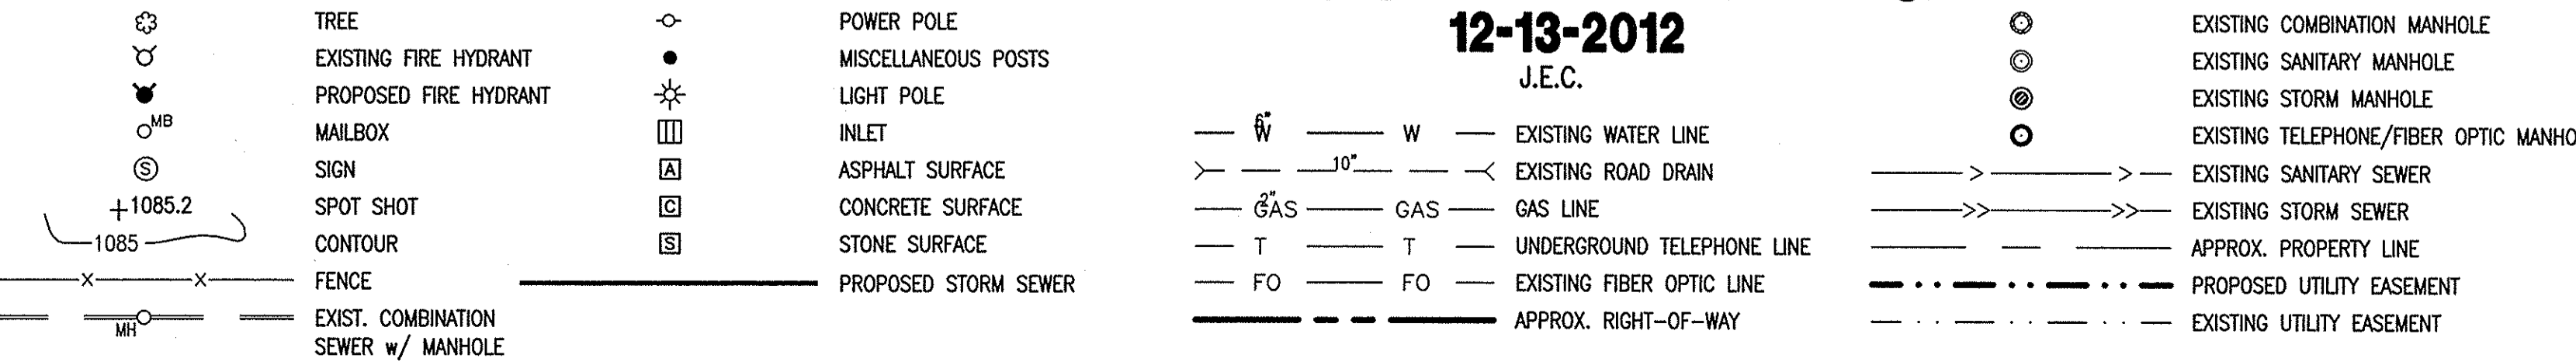 TREE
EXISTING FIRE HYDRANT
PROPOSED FIRE HYDRANT
MB MAILBOX
S SIGN
+1085.2 SPOT SHOT
1085 CONTOUR
X X FENCE
MH EXIST. COMBINATION
SEWER w/ MANHOLE
POWER POLE
MISCELLANEOUS POSTS
LIGHT POLE
INLET
A ASPHALT SURFACE
C CONCRETE SURFACE
S STONE SURFACE
PROPOSED STORM SEWER
12-13-2012
J.E.C.
6" W W EXISTING WATER LINE
10" EXISTING ROAD DRAIN
2" GAS GAS GAS LINE
T T UNDERGROUND TELEPHONE LINE
FO FO EXISTING FIBER OPTIC LINE
APPROX. RIGHT-OF-WAY
EXISTING COMBINATION MANHOLE
EXISTING SANITARY MANHOLE
EXISTING STORM MANHOLE
EXISTING TELEPHONE/FIBER OPTIC MANHO
> > EXISTING SANITARY SEWER
>> >> EXISTING STORM SEWER
APPROX. PROPERTY LINE
PROPOSED UTILITY EASEMENT
EXISTING UTILITY EASEMENT